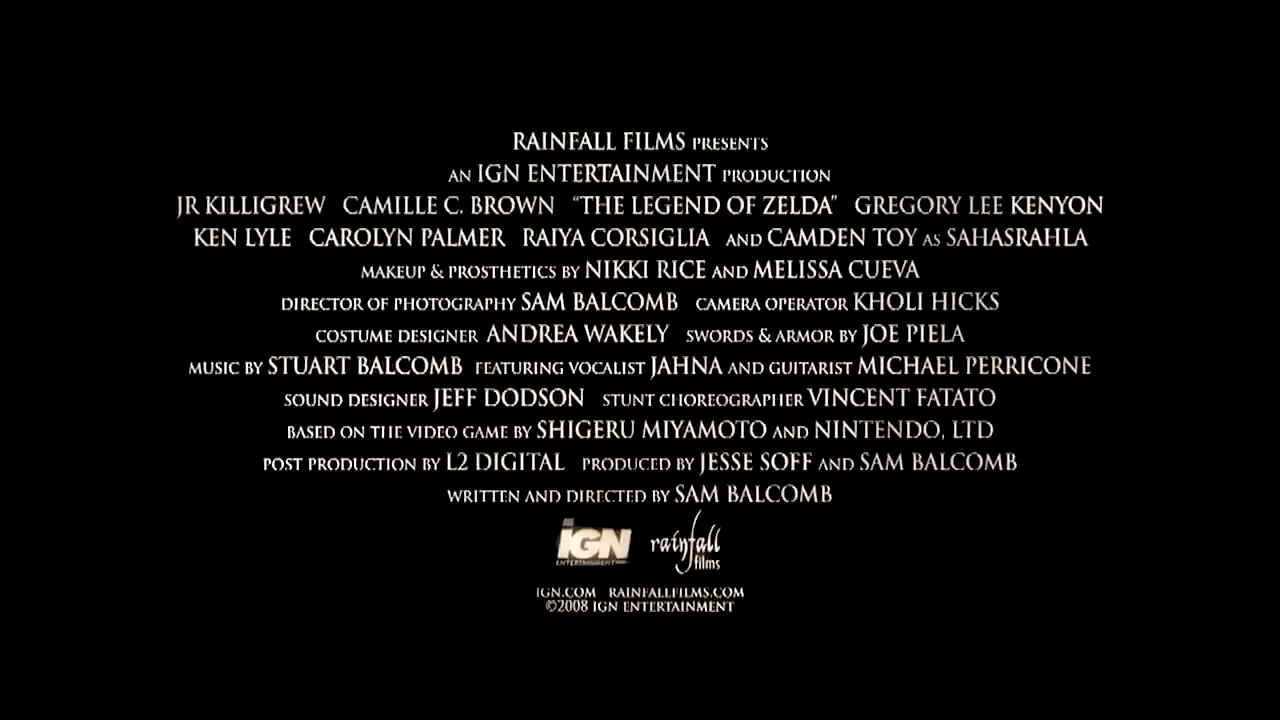 RAINFALL FILMS PRESENTS
AN IGN ENTERTAINMENT PRODUCTION
JR KILLIGREW CAMILLE C. BROWN “THE LEGEND OF ZELDA” GREGORY LEE KENYON
KEN LYLE CAROLYN PALMER RAIYA CORSIGLIA AND CAMDEN TOY AS SAHASRAHLA
MAKEUP & PROSTHETICS BY NIKKI RICE AND MELISSA CUEVA
DIRECTOR OF PHOTOGRAPHY SAM BALCOMB CAMERA OPERATOR KHOLI HICKS
COSTUME DESIGNER ANDREA WAKELY SWORDS & ARMOR BY JOE PIELA
MUSIC BY STUART BALCOMB FEATURING VOCALIST JAHNA AND GUITARIST MICHAEL PERRICONE
SOUND DESIGNER JEFF DODSON STUNT CHOREOGRAPHER VINCENT FATATO
BASED ON THE VIDEO GAME BY SHIGERU MIYAMOTO AND NINTENDO, LTD
POST PRODUCTION BY L2 DIGITAL PRODUCED BY JESSE SOFF AND SAM BALCOMB
WRITTEN AND DIRECTED BY SAM BALCOMB
IGN ENTERTAINMENT rainfall films
IGN.COM RAINFALLFILMS.COM
©2008 IGN ENTERTAINMENT